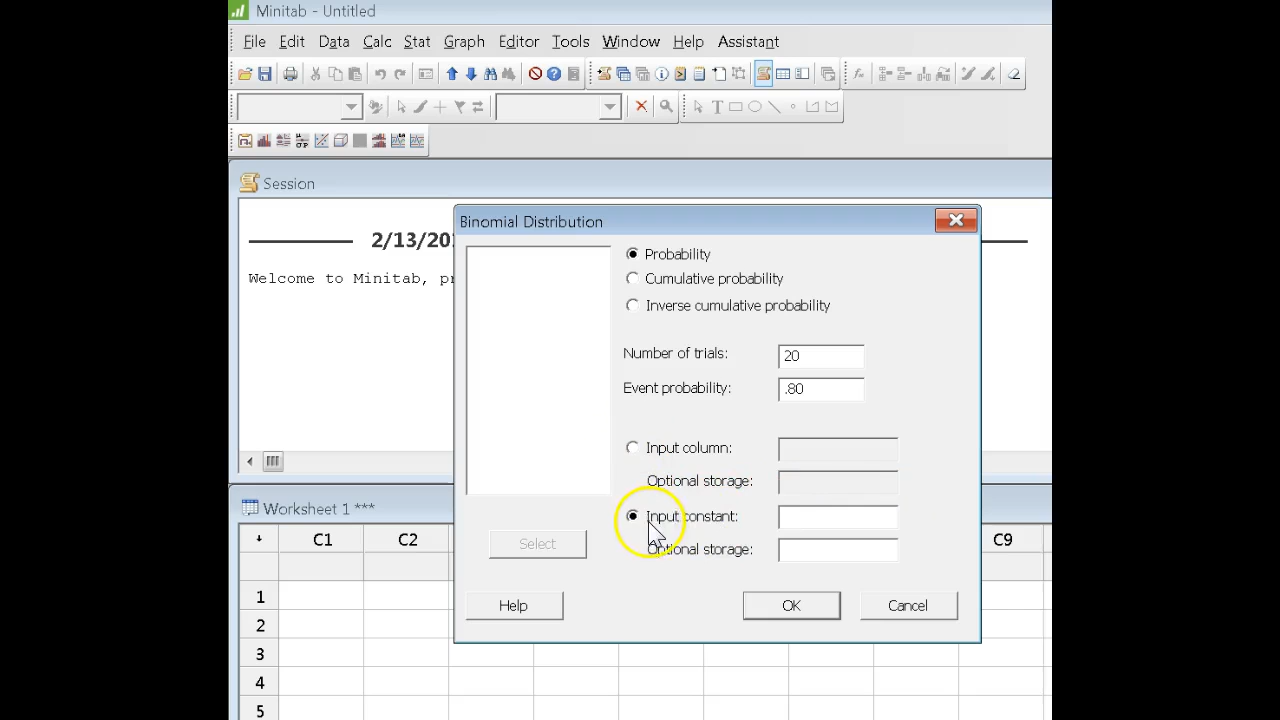 Minitab - Untitled
File Edit Data Calc Stat Graph Editor Tools Window Help Assistant
Session
2/13/20
Welcome to Minitab, pr
Binomial Distribution
Probability
Cumulative probability
Inverse cumulative probability
Number of trials: 20
Event probability: .80
Input column:
Optional storage:
Input constant:
Optional storage:
Select
Help OK Cancel
Worksheet 1 ***
C1 C2 C9
1
2
3
4
5